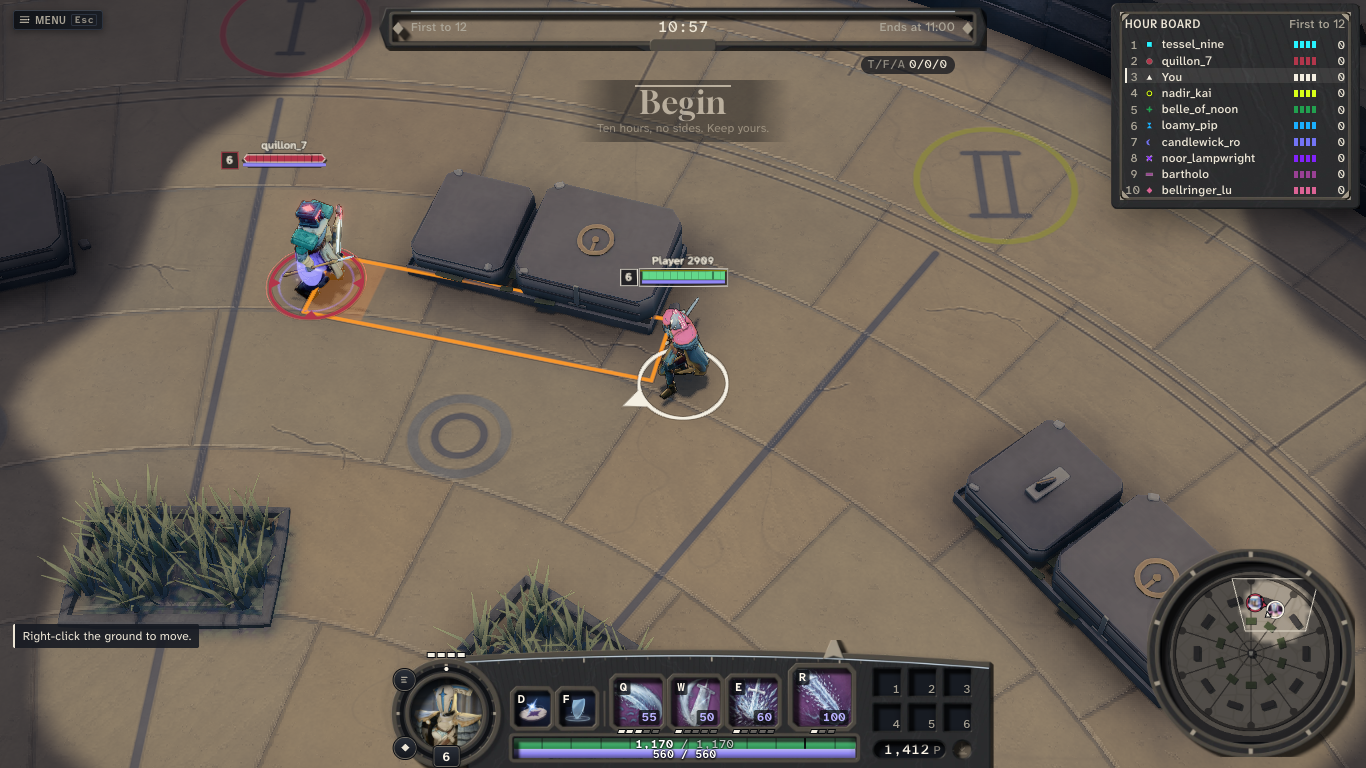 MENU Esc
I
First to 12
10:57
Ends at 11:00
T/F/A 0/0/0
Begin
Ten hours, no sides. Keep yours.
HOUR BOARD First to 12
1 tessel_nine 0
2 quillon_7 0
3 You 0
4 nadir_kai 0
5 belle_of_noon 0
6 loamy_pip 0
7 candlewick_ro 0
8 noor_lampwright 0
9 bartholo 0
10 bellringer_lu 0
quillon_7
6
II
Player 2909
6
Right-click the ground to move.
D
F
Q
55
W
50
E
60
R
100
1 2 3
4 5 6
6
1,170 / 1,170
560 / 560
1,412 P